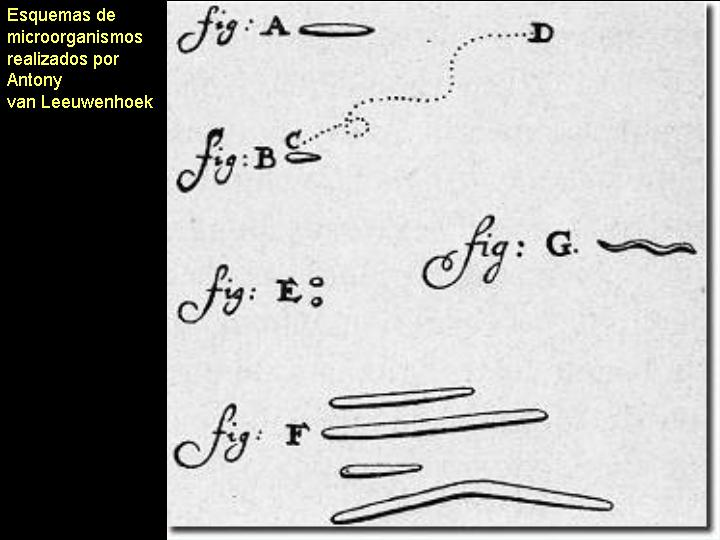 Esquemas de
microorganismos
realizados por
Antony
van Leeuwenhoek
fig: A
D
C
fig: B
fig: G.
fig: E
fig: F